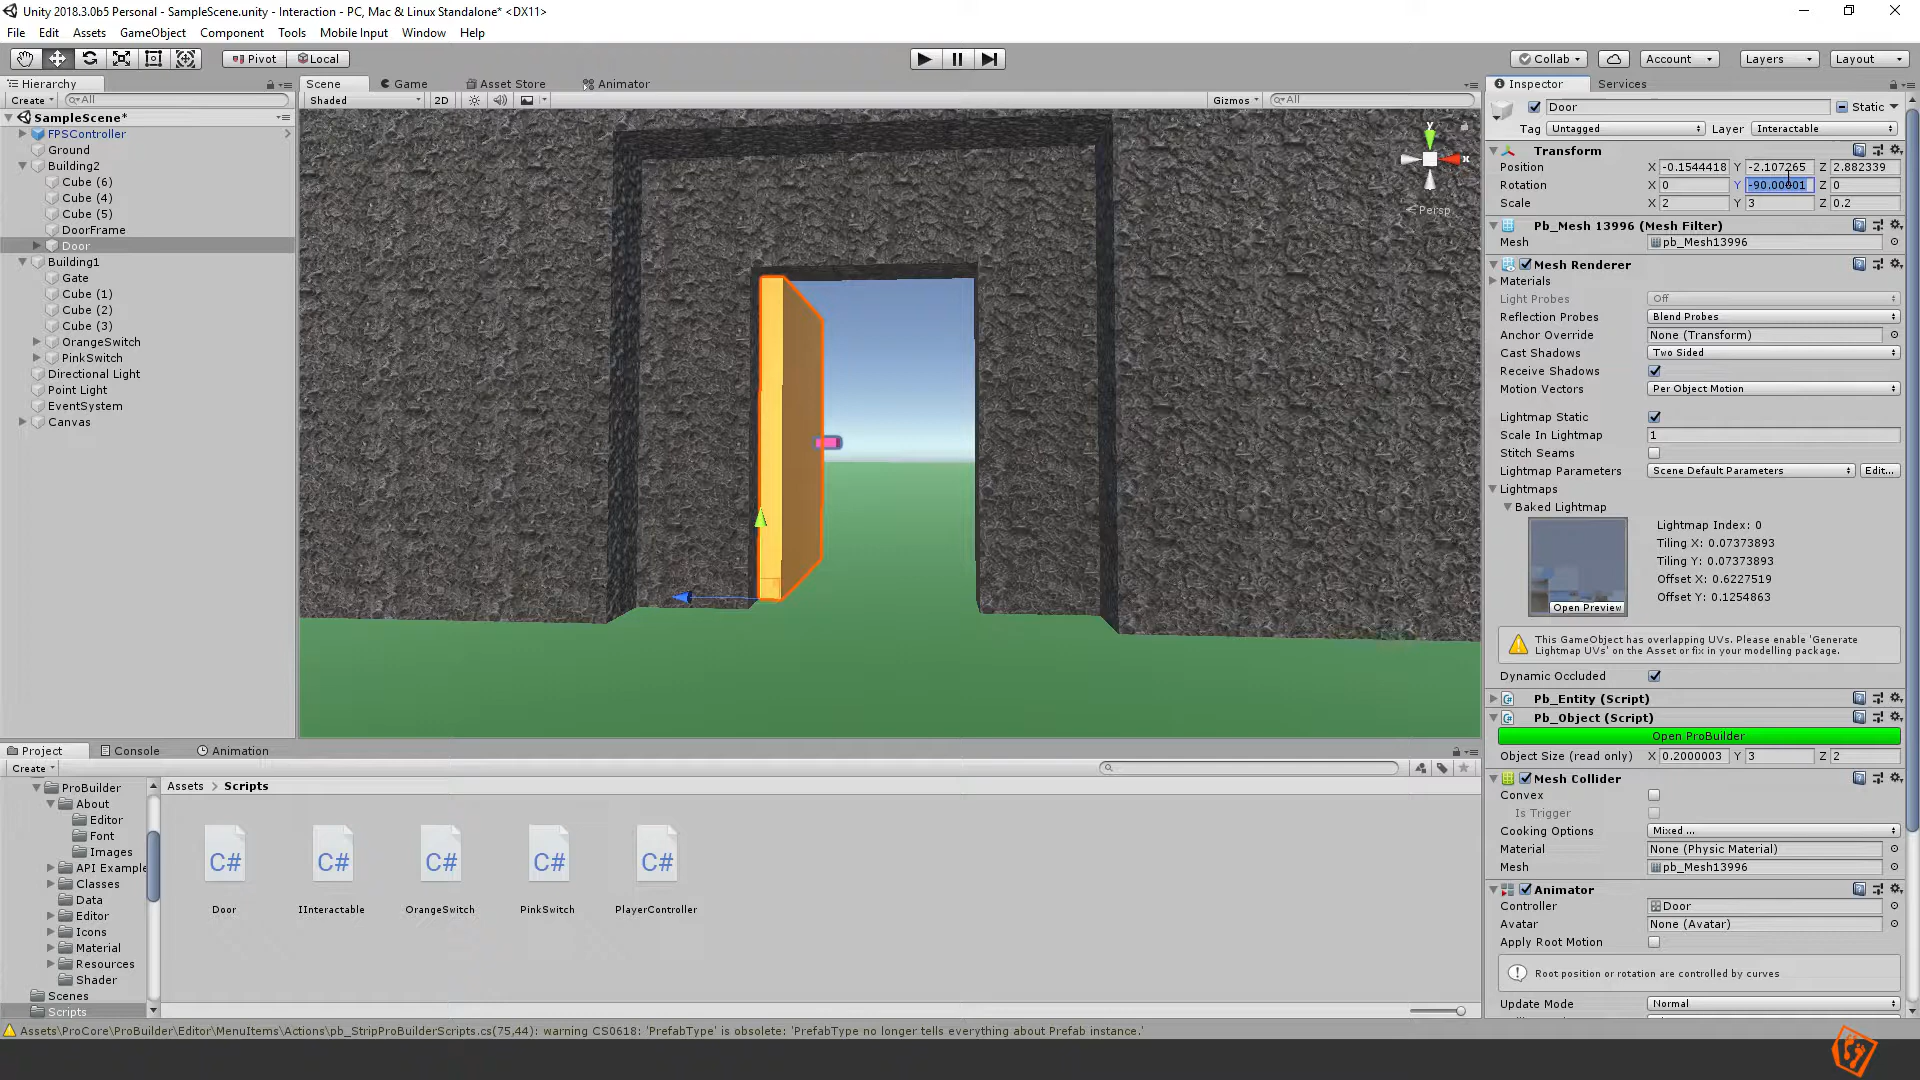 Unity 2018.3.0b5 Personal - SampleScene.unity - Interaction - PC, Mac & Linux Standalone* <DX11>
File Edit Assets GameObject Component Tools Mobile Input Window Help
Pivot Local Collab Account Layers Layout
Hierarchy
Create All
SampleScene*
FPSController
Ground
Building2
Cube (6)
Cube (4)
Cube (5)
DoorFrame
Door
Building1
Gate
Cube (1)
Cube (2)
Cube (3)
OrangeSwitch
PinkSwitch
Directional Light
Point Light
EventSystem
Canvas
Scene Game Asset Store Animator
Shaded 2D Gizmos All
y
x
Persp
Inspector Services
Door Static
Tag Untagged Layer Interactable
Transform
Position X -0.1544418 Y -2.107265 Z 2.882339
Rotation X 0 Y -90.00001 Z 0
Scale X 2 Y 3 Z 0.2
Pb_Mesh 13996 (Mesh Filter)
Mesh pb_Mesh13996
Mesh Renderer
Materials
Light Probes Off
Reflection Probes Blend Probes
Anchor Override None (Transform)
Cast Shadows Two Sided
Receive Shadows
Motion Vectors Per Object Motion
Lightmap Static
Scale In Lightmap 1
Stitch Seams
Lightmap Parameters Scene Default Parameters Edit...
Lightmaps
Baked Lightmap
Lightmap Index: 0
Tiling X: 0.07373893
Tiling Y: 0.07373893
Offset X: 0.6227519
Offset Y: 0.1254863
Open Preview
This GameObject has overlapping UVs. Please enable 'Generate
Lightmap UVs' on the Asset or fix in your modelling package.
Dynamic Occluded
Pb_Entity (Script)
Pb_Object (Script)
Open ProBuilder
Object Size (read only) X 0.2000003 Y 3 Z 2
Mesh Collider
Convex
Is Trigger
Cooking Options Mixed ...
Material None (Physic Material)
Mesh pb_Mesh13996
Animator
Controller Door
Avatar None (Avatar)
Apply Root Motion
Root position or rotation are controlled by curves
Update Mode Normal
Project Console Animation
Create
ProBuilder
About
Editor
Font
Images
API Example
Classes
Data
Editor
Icons
Material
Resources
Shader
Scenes
Scripts
Assets > Scripts
C# C# C# C# C#
Door IInteractable OrangeSwitch PinkSwitch PlayerController
Assets\ProCore\ProBuilder\Editor\MenuItems\Actions\pb_StripProBuilderScripts.cs(75,44): warning CS0618: 'PrefabType' is obsolete: 'PrefabType no longer tells everything about Prefab instance.'